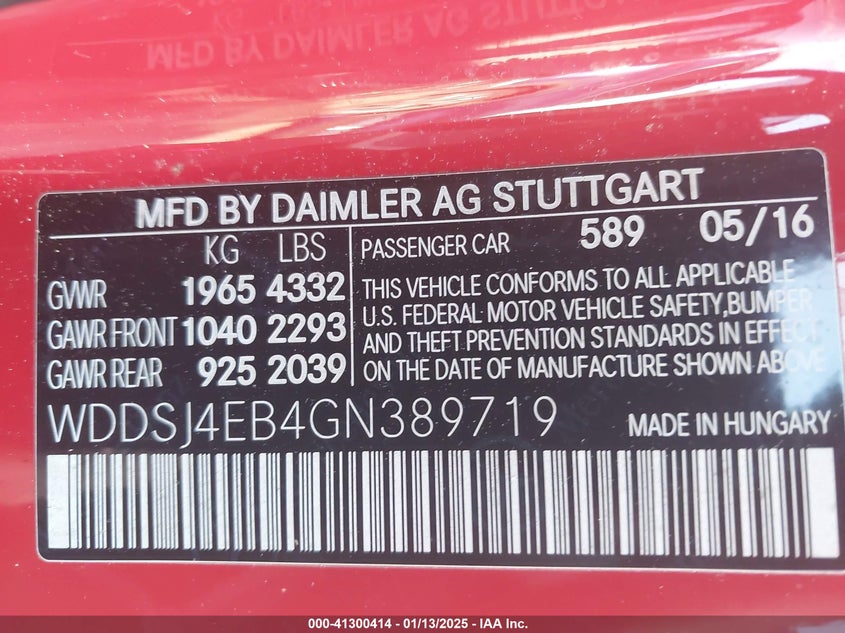 MFD BY DAIMLER AG STUTTGART
KG LBS
GVWR 1965 4332
GAWR FRONT 1040 2293
GAWR REAR 925 2039
PASSENGER CAR 589 05/16
THIS VEHICLE CONFORMS TO ALL APPLICABLE
U.S. FEDERAL MOTOR VEHICLE SAFETY, BUMPER
AND THEFT PREVENTION STANDARDS IN EFFECT
ON THE DATE OF MANUFACTURE SHOWN ABOVE
WDDSJ4EB4GN389719 MADE IN HUNGARY
000-41300414 - 01/13/2025 - IAA Inc.